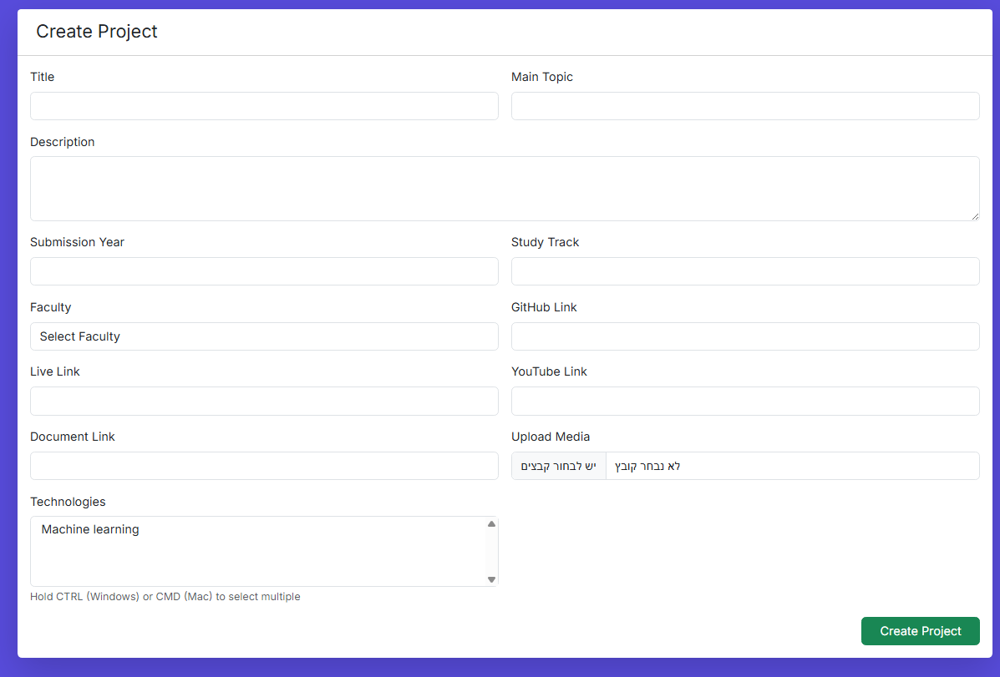 Create Project
Title
Main Topic
Description
Submission Year
Study Track
Faculty
GitHub Link
Select Faculty
Live Link
YouTube Link
Document Link
Upload Media
יש לבחור קבצים
לא נבחר קובץ
Technologies
Machine learning
Hold CTRL (Windows) or CMD (Mac) to select multiple
Create Project